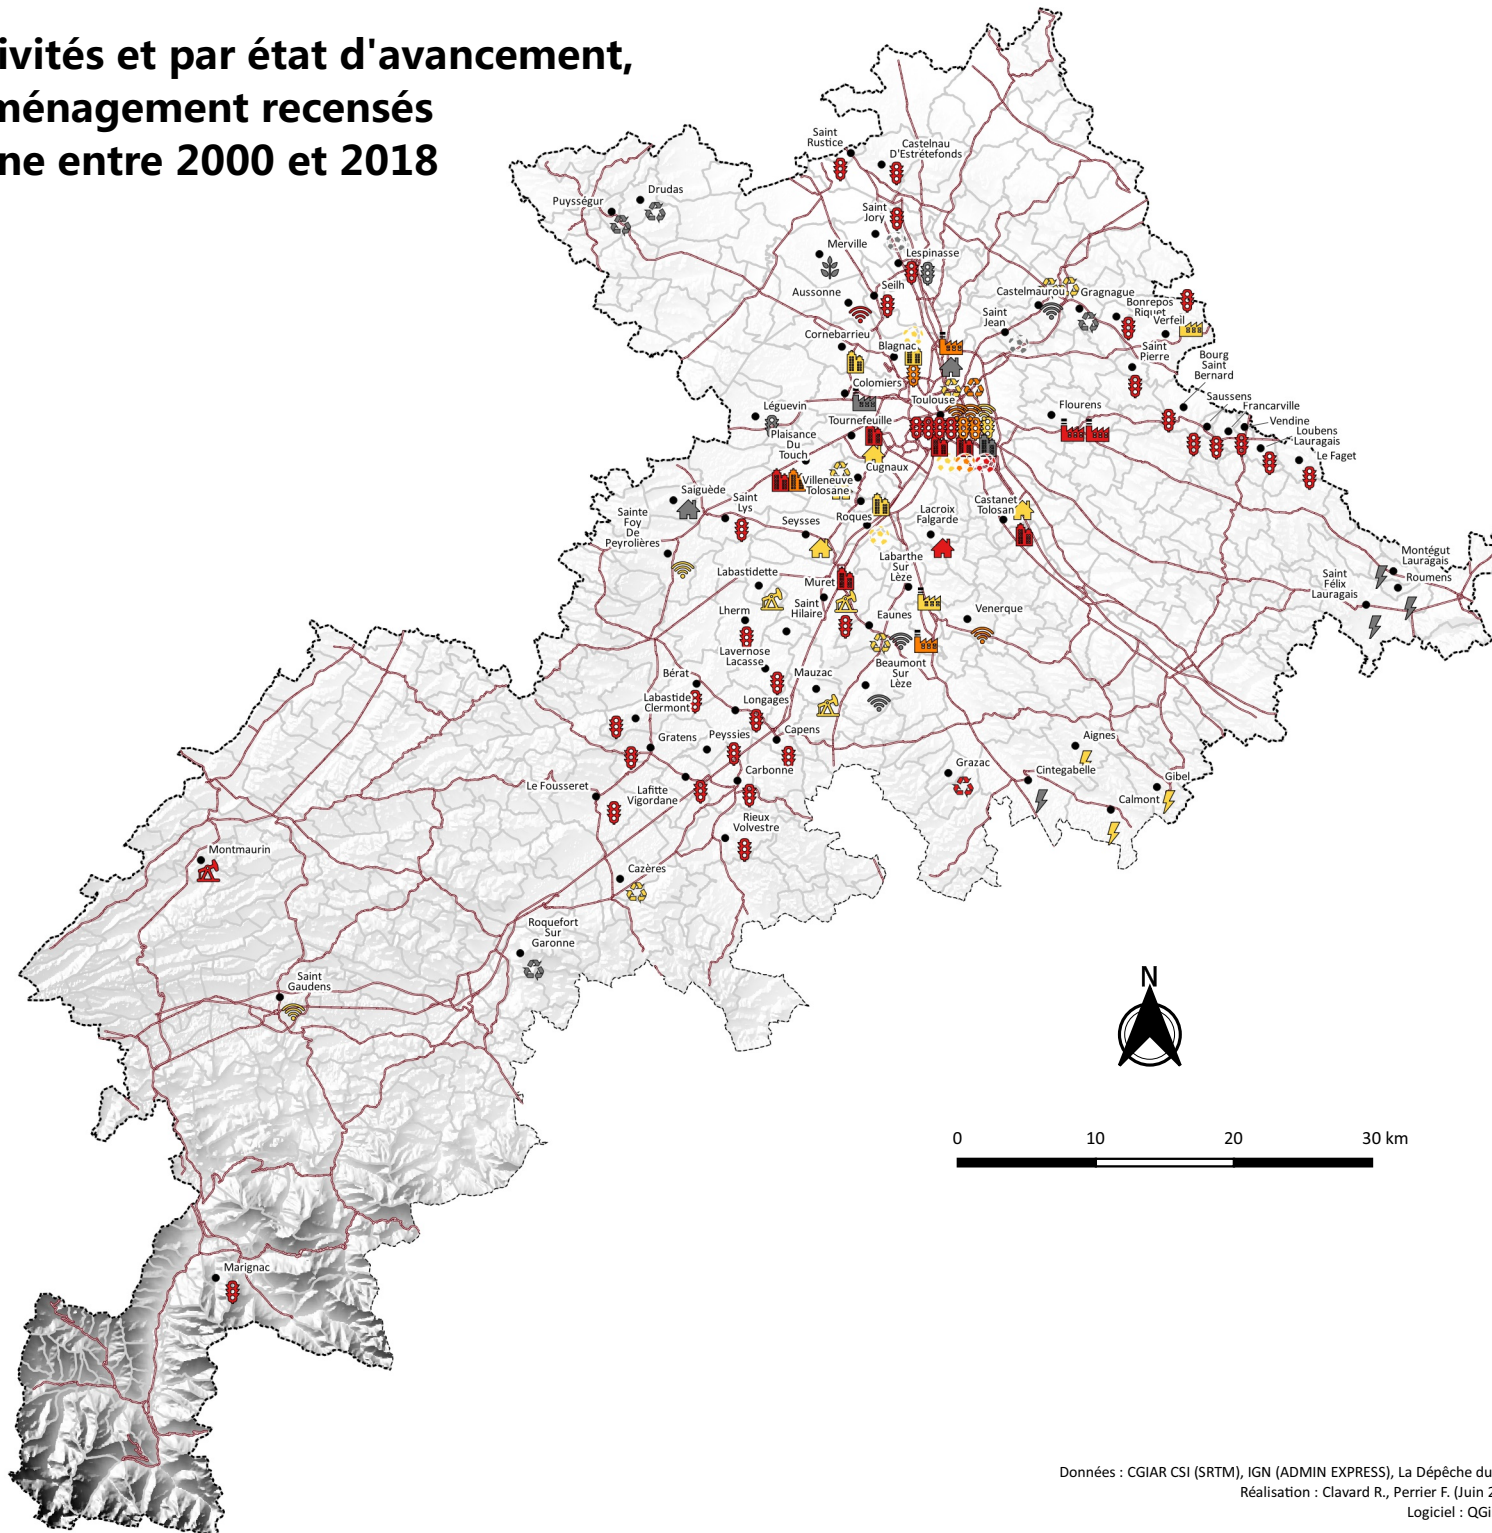 ivités et par état d'avancement,
ménagement recensés
ne entre 2000 et 2018
Saint
Rustice
Castelnau
D'Estrétefonds
Drudas
Puysségur
Saint
Jory
Merville
Lespinasse
Aussonne
Seilh
Castelmaurou
Gragnague
Bonrepos
Riquet
Verfeil
Saint
Jean
Cornebarrieu
Blagnac
Saint
Pierre
Bourg
Saint
Bernard
Colomiers
Saussens
Francarville
Vendine
Loubens
Lauragais
Le Faget
Toulouse
Flourens
Léguevin
Tournefeuille
Plaisance
Du
Touch
Cugnaux
Villeneuve
Tolosane
Saiguède
Saint
Lys
Seysses
Roques
Lacroix
Falgarde
Castanet
Tolosan
Sainte
Foy
De
Peyrolières
Labarthe
Sur
Lèze
Montégut
Lauragais
Roumens
Saint
Félix
Lauragais
Labastidette
Muret
Saint
Hilaire
Lherm
Eaunes
Venerque
Lavernose
Lacasse
Beaumont
Sur
Lèze
Mauzac
Bérat
Labastide
Clermont
Longages
Gratens
Peyssies
Capens
Aignes
Grazac
Cintegabelle
Gibel
Calmont
Carbonne
Le Fousseret
Lafitte
Vigordane
Rieux
Volvestre
Montmaurin
Cazères
Roquefort
Sur
Garonne
Saint
Gaudens
N
0 10 20 30 km
Marignac
Données : CGIAR CSI (SRTM), IGN (ADMIN EXPRESS), La Dépêche du
Réalisation : Clavard R., Perrier F. (Juin 2
Logiciel : QGi